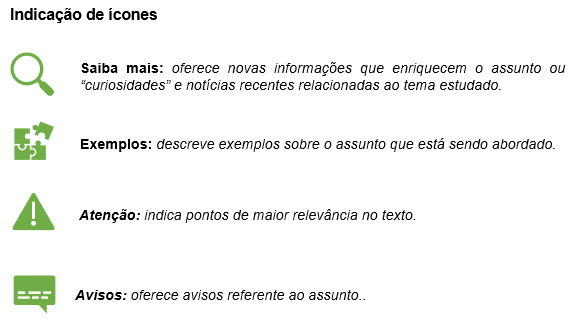 Indicação de ícones
Saiba mais: oferece novas informações que enriquecem o assunto ou
“curiosidades” e notícias recentes relacionadas ao tema estudado.
Exemplos: descreve exemplos sobre o assunto que está sendo abordado.
Atenção: indica pontos de maior relevância no texto.
Avisos: oferece avisos referente ao assunto..